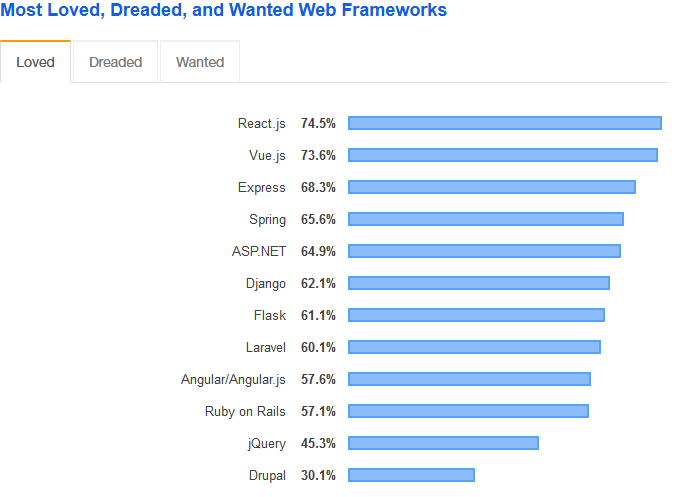 Most Loved, Dreaded, and Wanted Web Frameworks
Loved Dreaded Wanted
React.js 74.5%
Vue.js 73.6%
Express 68.3%
Spring 65.6%
ASP.NET 64.9%
Django 62.1%
Flask 61.1%
Laravel 60.1%
Angular/Angular.js 57.6%
Ruby on Rails 57.1%
jQuery 45.3%
Drupal 30.1%